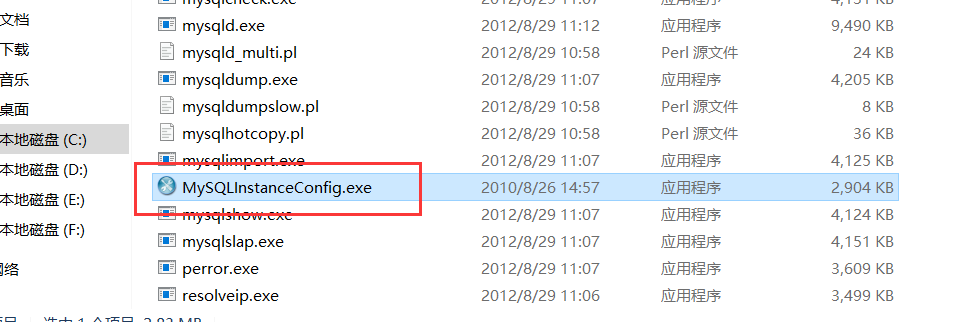 mysqlcheck.exe 2012/8/29 11:07 应用程序 4,131 KB
文档 mysqld.exe 2012/8/29 11:12 应用程序 9,490 KB
下载 mysqld_multi.pl 2012/8/29 10:58 Perl 源文件 24 KB
音乐 mysqldump.exe 2012/8/29 11:07 应用程序 4,205 KB
桌面 mysqldumpslow.pl 2012/8/29 10:58 Perl 源文件 8 KB
本地磁盘 (C:) mysqlhotcopy.pl 2012/8/29 10:58 Perl 源文件 36 KB
本地磁盘 (D:) mysqlimport.exe 2012/8/29 11:07 应用程序 4,125 KB
MySQLInstanceConfig.exe 2010/8/26 14:57 应用程序 2,904 KB
本地磁盘 (E:) mysqlshow.exe 2012/8/29 11:07 应用程序 4,124 KB
本地磁盘 (F:) mysqlslap.exe 2012/8/29 11:07 应用程序 4,151 KB
网络 perror.exe 2012/8/29 11:07 应用程序 3,609 KB
resolveip.exe 2012/8/29 11:06 应用程序 3,499 KB
选中 1 个项目 2.83 MB